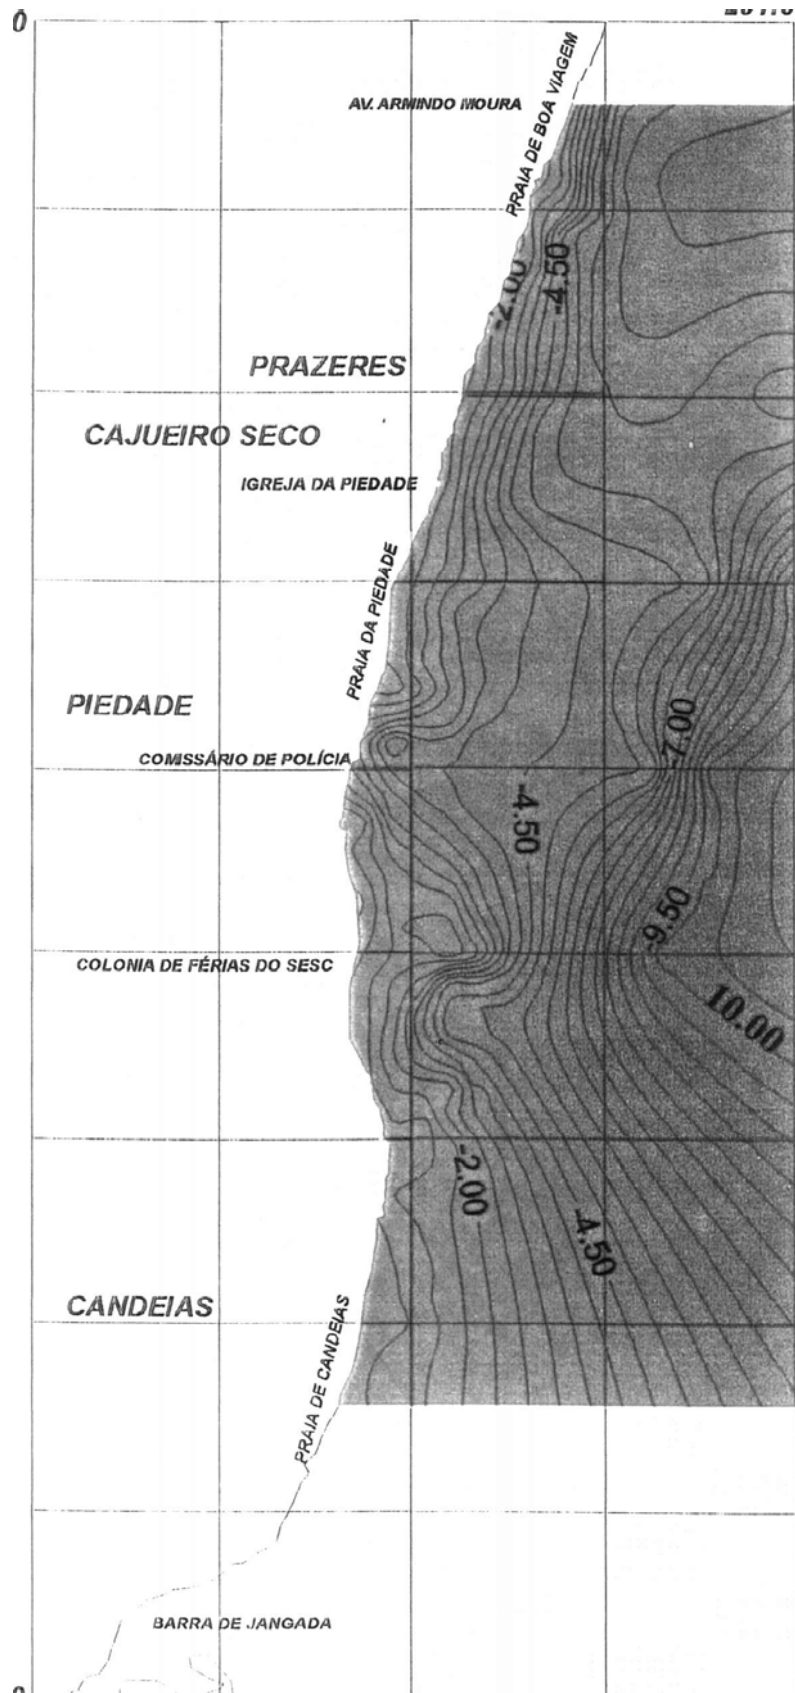 0
AV. ARMINDO MOURA
PRAIA DE BOA VIAGEM
-2.00
-4.50
PRAZERES
CAJUEIRO SECO
IGREJA DA PIEDADE
PRAIA DA PIEDADE
PIEDADE
-7.00
COMISSÁRIO DE POLÍCIA
-4.50
-9.50
COLONIA DE FÉRIAS DO SESC
10.00
-2.00
-4.50
CANDEIAS
PRAIA DE CANDEIAS
BARRA DE JANGADA